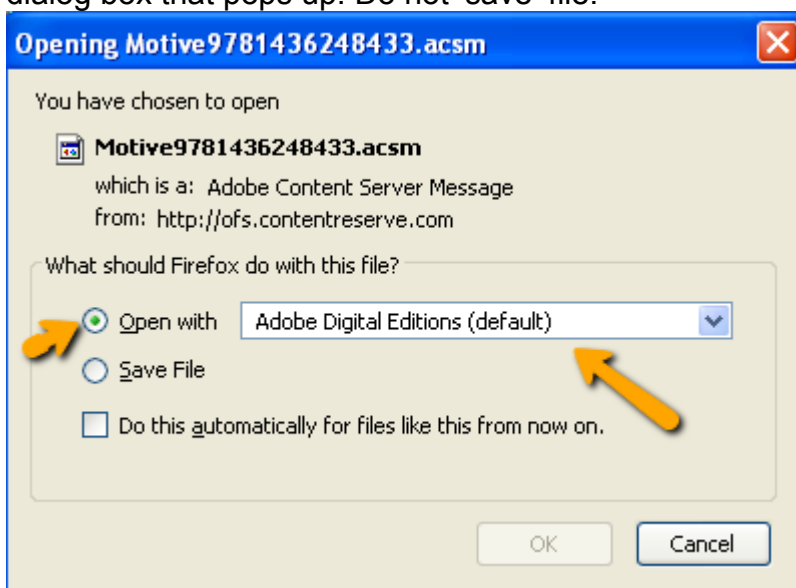 dialog box that pops up. Do not 'save' file.
Opening Motive9781436248433.acsm
You have chosen to open
Motive9781436248433.acsm
which is a: Adobe Content Server Message
from: http://ofs.contentreserve.com
What should Firefox do with this file?
Open with Adobe Digital Editions (default)
Save File
Do this automatically for files like this from now on.
OK Cancel